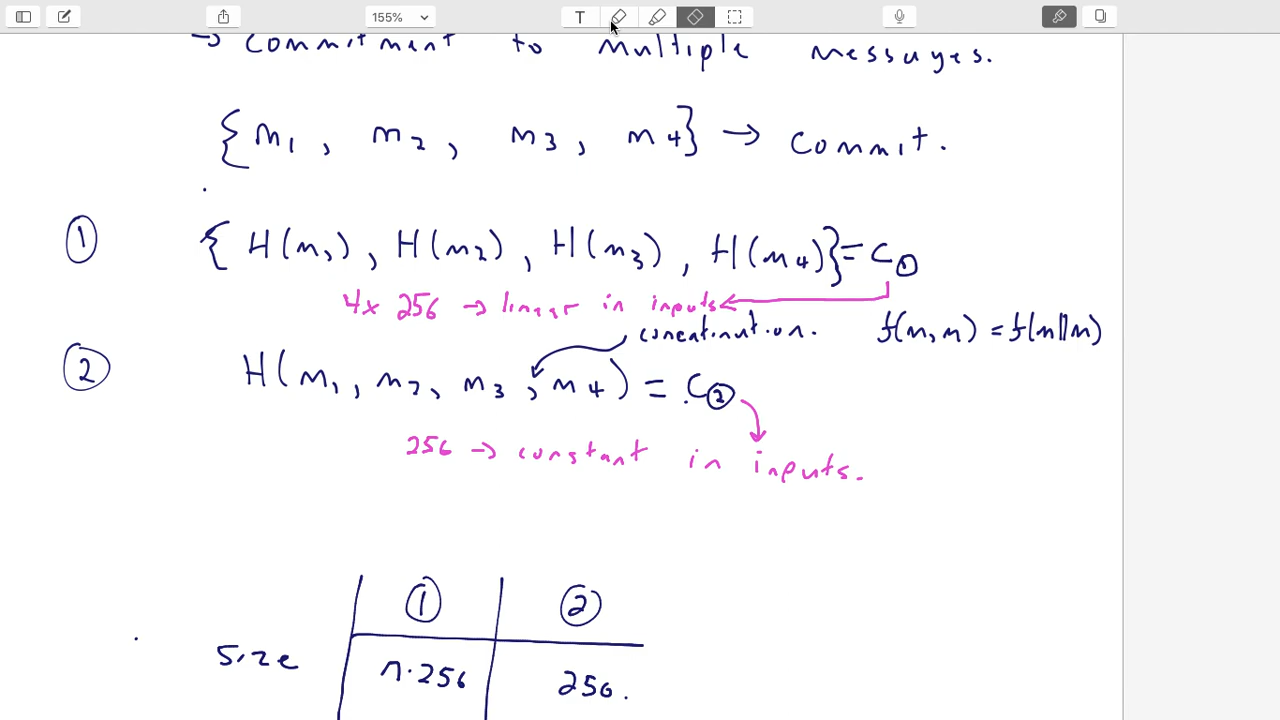 155%
T
→ commitment to multiple messages.
{m1, m2, m3, m4} → commit.
① {H(m1), H(m2), H(m3), H(m4)} = C①
4x 256 → linear in inputs
concatination. f(m,m) = f(m||m)
② H(m1, m2, m3, m4) = C②
256 → constant in inputs.
① ②
Size n·256 256.